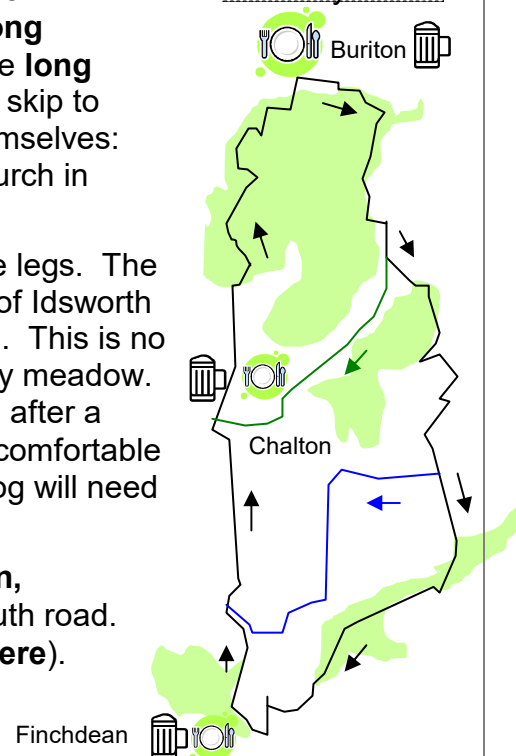 ong
e long
skip to
mselves:
urch in
e legs. The
of Idsworth
. This is no
y meadow.
after a
comfortable
og will need
n,
uth road.
ere).
Buriton
Chalton
Finchdean